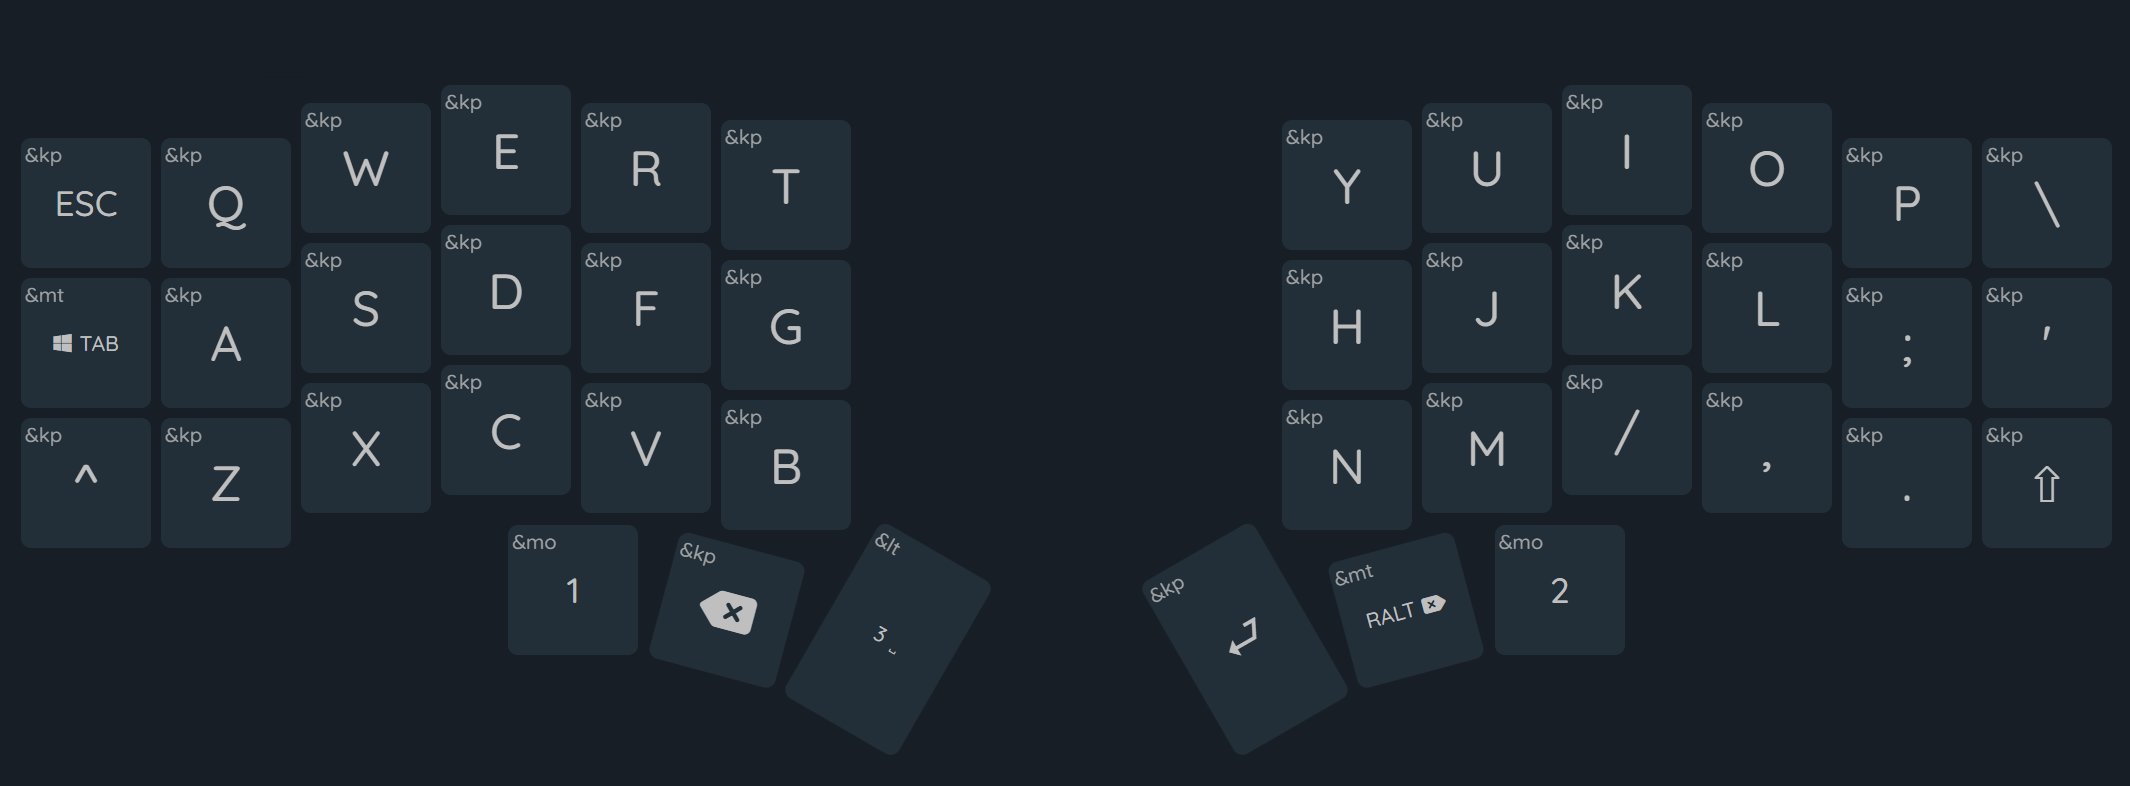 &kp ESC
&kp Q
&kp W
&kp E
&kp R
&kp T
&kp Y
&kp U
&kp I
&kp O
&kp P
&kp \
&mt TAB
&kp A
&kp S
&kp D
&kp F
&kp G
&kp H
&kp J
&kp K
&kp L
&kp ;
&kp '
&kp ^
&kp Z
&kp X
&kp C
&kp V
&kp B
&kp N
&kp M
&kp /
&kp ,
&kp .
&kp ⇧
&mo 1
&kp
&lt 3 ⎵
&kp
&mt RALT
&mo 2